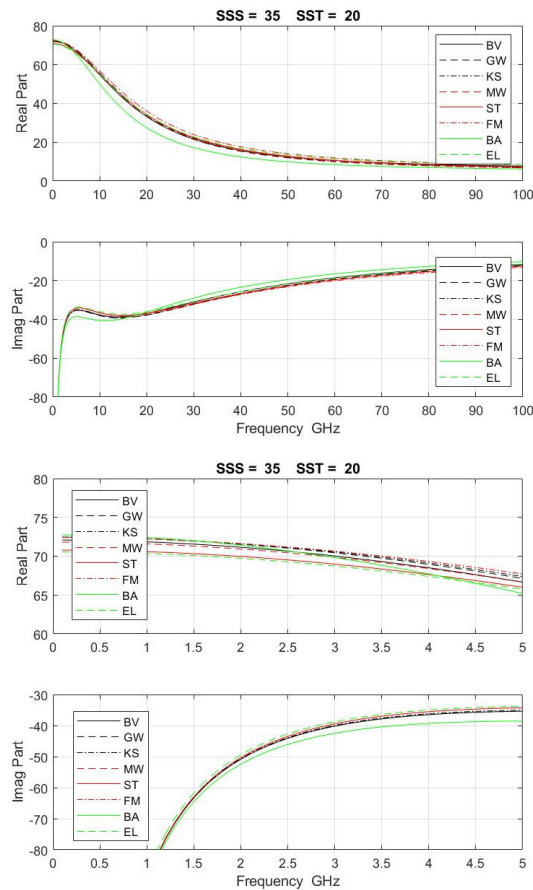 SSS = 35 SST = 20
80
60
40
20
0
Real Part
BV
GW
KS
MW
ST
FM
BA
EL
0 10 20 30 40 50 60 70 80 90 100
0
-20
-40
-60
-80
Imag Part
BV
GW
KS
MW
ST
FM
BA
EL
0 10 20 30 40 50 60 70 80 90 100
Frequency GHz
SSS = 35 SST = 20
80
75
70
65
60
Real Part
BV
GW
KS
MW
ST
FM
BA
EL
0 0.5 1 1.5 2 2.5 3 3.5 4 4.5 5
-30
-40
-50
-60
-70
-80
Imag Part
BV
GW
KS
MW
ST
FM
BA
EL
0 0.5 1 1.5 2 2.5 3 3.5 4 4.5 5
Frequency GHz